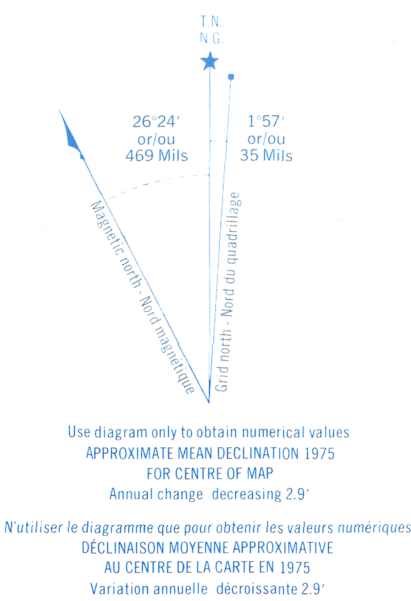 T.N.
N.G.
26°24′ 1°57′
or/ou or/ou
469 Mils 35 Mils
Magnetic north - Nord magnétique
Grid north - Nord du quadrillage
Use diagram only to obtain numerical values
APPROXIMATE MEAN DECLINATION 1975
FOR CENTRE OF MAP
Annual change decreasing 2.9′
N'utiliser le diagramme que pour obtenir les valeurs numériques
DÉCLINAISON MOYENNE APPROXIMATIVE
AU CENTRE DE LA CARTE EN 1975
Variation annuelle décroissante 2.9′